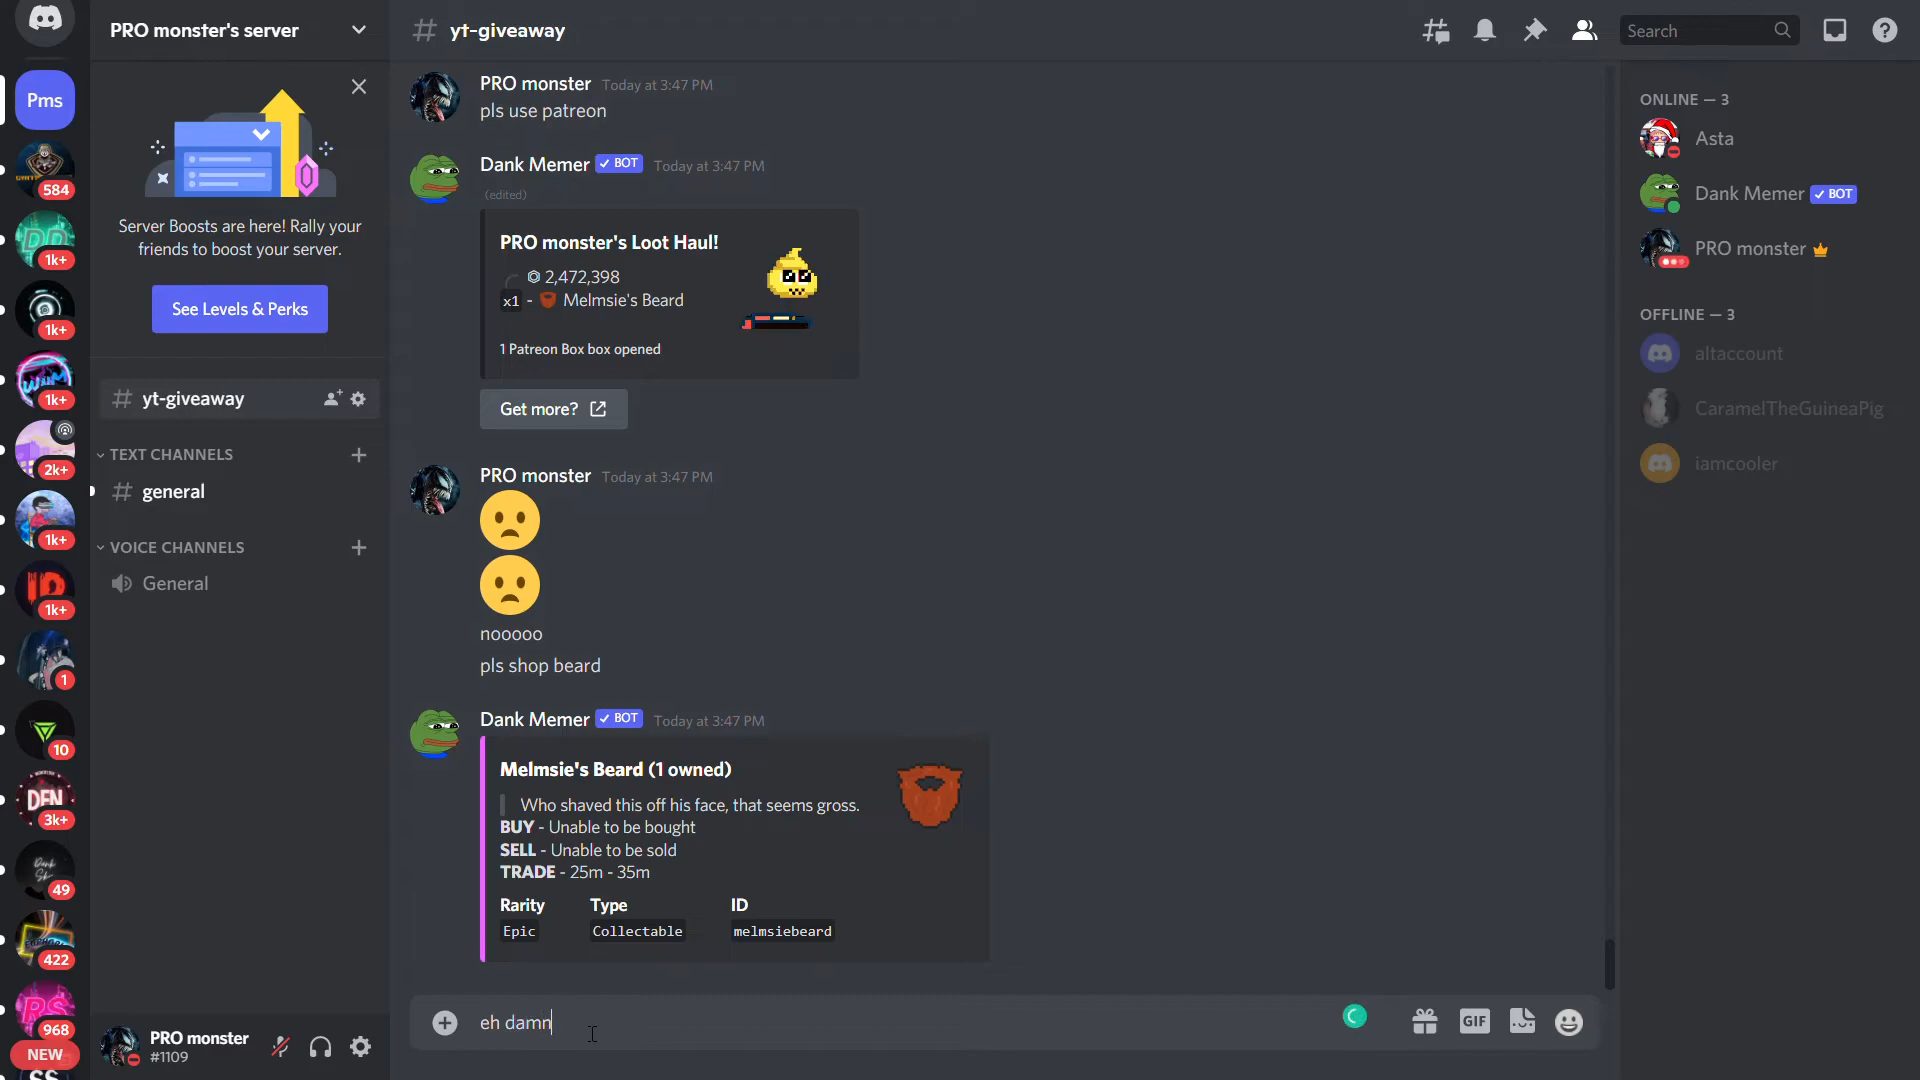 PRO monster's server
yt-giveaway
Search
Pms
584
1k+
1k+
1k+
2k+
1k+
1k+
1
10
DEN
3k+
49
422
968
NEW
SS
Server Boosts are here! Rally your
friends to boost your server.
See Levels & Perks
yt-giveaway
TEXT CHANNELS
general
VOICE CHANNELS
General
PRO monster
#1109
PRO monster Today at 3:47 PM
pls use patreon
Dank Memer BOT Today at 3:47 PM
(edited)
PRO monster's Loot Haul!
2,472,398
x1 - Melmsie's Beard
1 Patreon Box box opened
Get more?
PRO monster Today at 3:47 PM
nooooo
pls shop beard
Dank Memer BOT Today at 3:47 PM
Melmsie's Beard (1 owned)
Who shaved this off his face, that seems gross.
BUY - Unable to be bought
SELL - Unable to be sold
TRADE - 25m - 35m
Rarity Type ID
Epic Collectable melmsiebeard
eh damn
GIF
ONLINE — 3
Asta
Dank Memer BOT
PRO monster
OFFLINE — 3
altaccount
CaramelTheGuineaPig
iamcooler